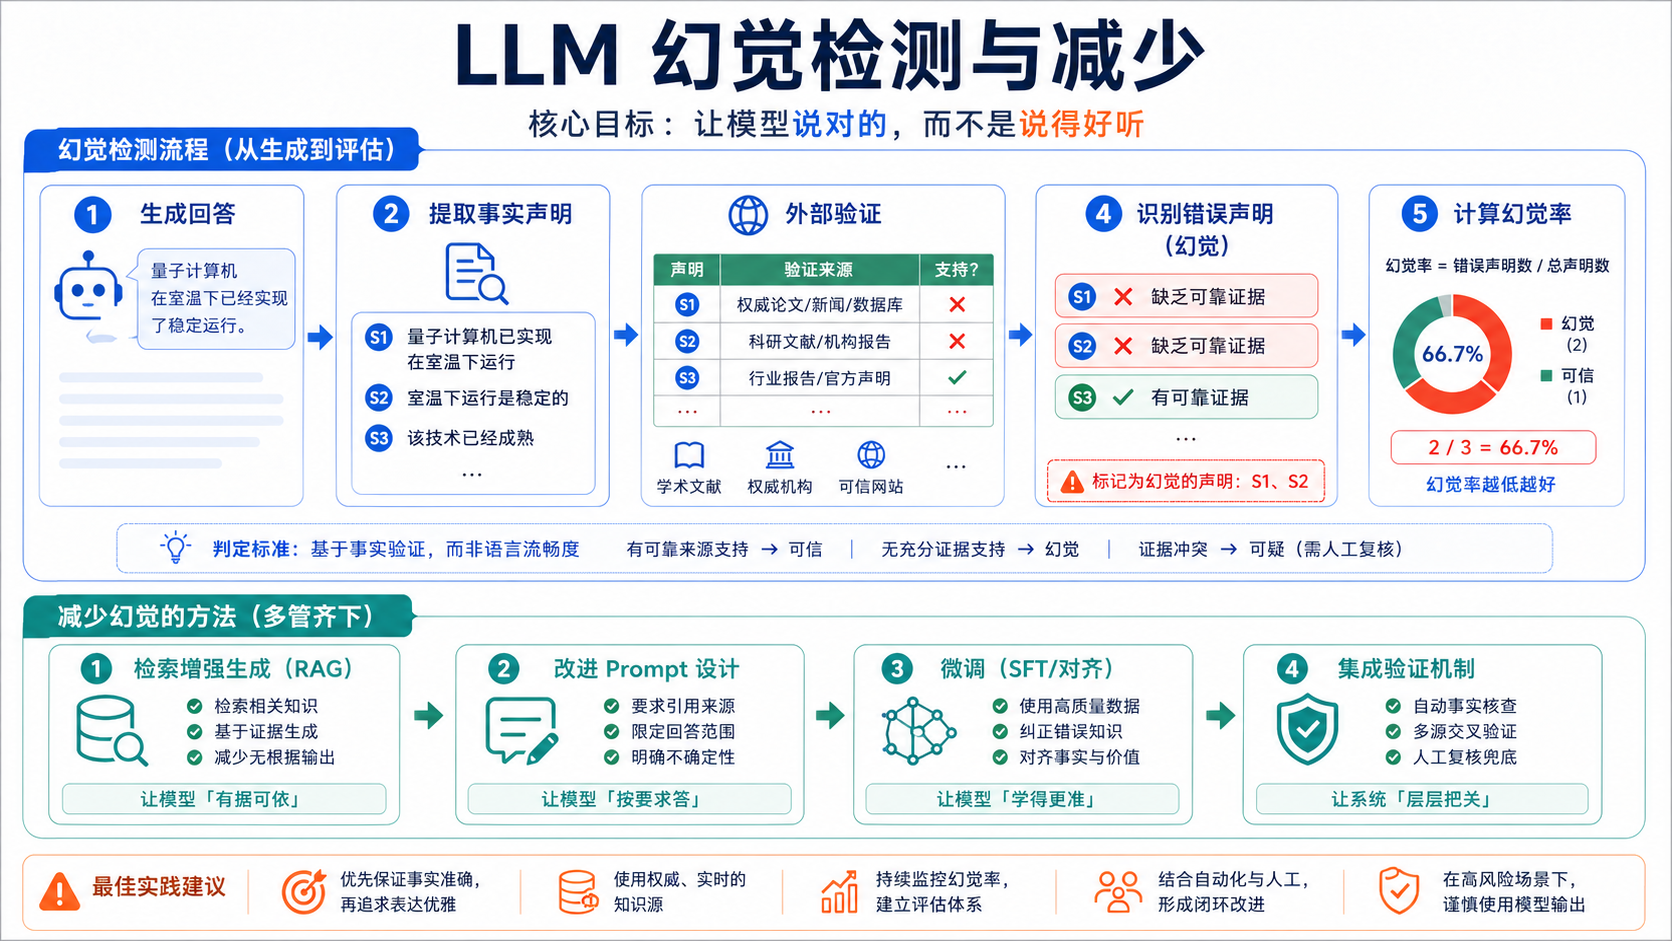 LLM 幻觉检测与减少
核心目标：让模型说对的，而不是说得好听
幻觉检测流程（从生成到评估）
1 生成回答
量子计算机
在室温下已经实现
了稳定运行。
2 提取事实声明
S1 量子计算机已实现
在室温下运行
S2 室温下运行是稳定的
S3 该技术已经成熟
...
外部验证
声明 验证来源 支持?
S1 权威论文/新闻/数据库 ✗
S2 科研文献/机构报告 ✗
S3 行业报告/官方声明 ✓
... ... ...
学术文献 权威机构 可信网站 ...
4 识别错误声明
（幻觉）
S1 ✗ 缺乏可靠证据
S2 ✗ 缺乏可靠证据
S3 ✓ 有可靠证据
...
标记为幻觉的声明：S1、S2
5 计算幻觉率
幻觉率 = 错误声明数 / 总声明数
66.7%
幻觉
(2)
可信
(1)
2 / 3 = 66.7%
幻觉率越低越好
判定标准：基于事实验证，而非语言流畅度 有可靠来源支持 → 可信 | 无充分证据支持 → 幻觉 | 证据冲突 → 可疑（需人工复核）
减少幻觉的方法（多管齐下）
1 检索增强生成（RAG）
检索相关知识
基于证据生成
减少无根据输出
让模型「有据可依」
2 改进 Prompt 设计
要求引用来源
限定回答范围
明确不确定性
让模型「按要求答」
3 微调（SFT/对齐）
使用高质量数据
纠正错误知识
对齐事实与价值
让模型「学得更准」
4 集成验证机制
自动事实核查
多源交叉验证
人工复核兜底
让系统「层层把关」
最佳实践建议
优先保证事实准确，
再追求表达优雅
使用权威、实时的
知识源
持续监控幻觉率，
建立评估体系
结合自动化与人工，
形成闭环改进
在高风险场景下，
谨慎使用模型输出